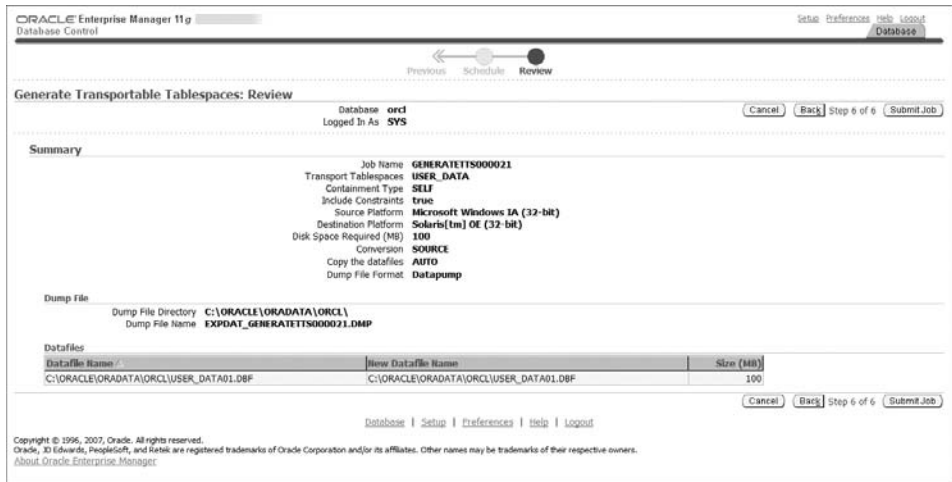 ORACLE Enterprise Manager 11g
Database Control
Setup Preferences Help Logout
Database
Previous Schedule Review
Generate Transportable Tablespaces: Review
Database orcl
Logged In As SYS
Cancel Back Step 6 of 6 Submit Job
Summary
Job Name GENERATETTS000021
Transport Tablespaces USER_DATA
Containment Type SELF
Include Constraints true
Source Platform Microsoft Windows IA (32-bit)
Destination Platform Solaris[tm] OE (32-bit)
Disk Space Required (MB) 100
Conversion SOURCE
Copy the datafiles AUTO
Dump File Format Datapump
Dump File
Dump File Directory C:\ORACLE\ORADATA\ORCL\
Dump File Name EXPDAT_GENERATETTS000021.DMP
Datafiles
Datafile Name New Datafile Name Size (MB)
C:\ORACLE\ORADATA\ORCL\USER_DATA01.DBF C:\ORACLE\ORADATA\ORCL\USER_DATA01.DBF 100
Cancel Back Step 6 of 6 Submit Job
Database | Setup | Preferences | Help | Logout
Copyright © 1996, 2007, Oracle. All rights reserved.
Oracle, JD Edwards, PeopleSoft, and Retek are registered trademarks of Oracle Corporation and/or its affiliates. Other names may be trademarks of their respective owners.
About Oracle Enterprise Manager